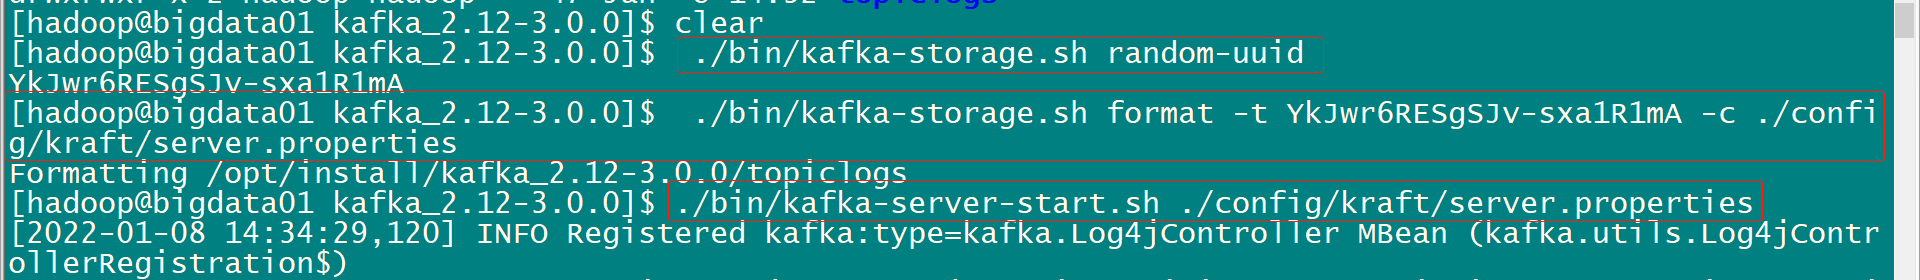 [hadoop@bigdata01 kafka_2.12-3.0.0]$ clear
[hadoop@bigdata01 kafka_2.12-3.0.0]$  ./bin/kafka-storage.sh random-uuid
YkJwr6RESgSJv-sxa1R1mA
[hadoop@bigdata01 kafka_2.12-3.0.0]$  ./bin/kafka-storage.sh format -t YkJwr6RESgSJv-sxa1R1mA -c ./confi
g/kraft/server.properties
Formatting /opt/install/kafka_2.12-3.0.0/topiclogs
[hadoop@bigdata01 kafka_2.12-3.0.0]$ ./bin/kafka-server-start.sh ./config/kraft/server.properties
[2022-01-08 14:34:29,120] INFO Registered kafka:type=kafka.Log4jController MBean (kafka.utils.Log4jContr
ollerRegistration$)